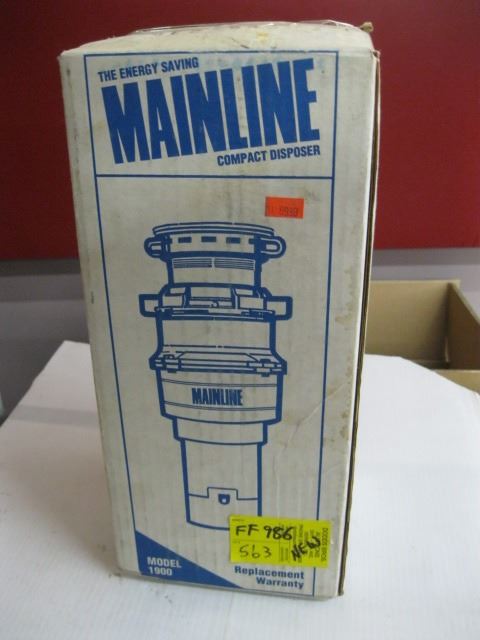 THE ENERGY SAVING
MAINLINE
COMPACT DISPOSER
MAINLINE
FF 986
563
NEW
MODEL
1900
Replacement
Warranty